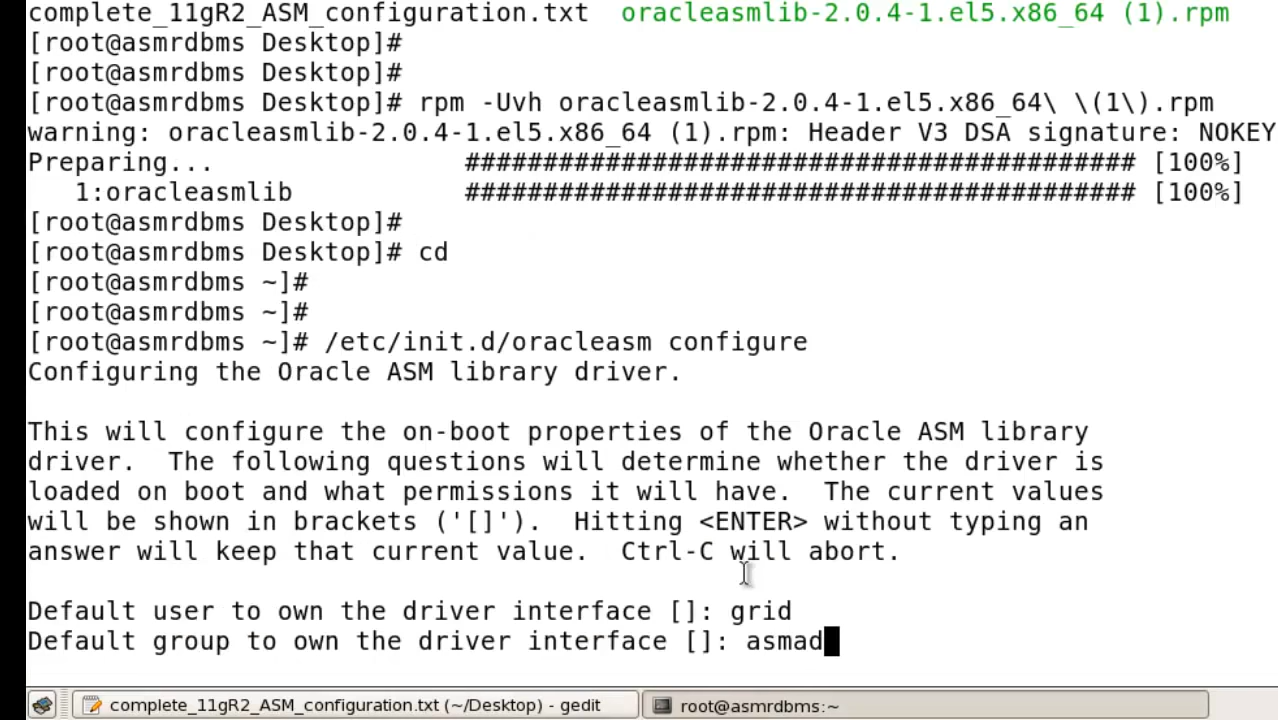 complete_11gR2_ASM_configuration.txt  oracleasmlib-2.0.4-1.el5.x86_64 (1).rpm
[root@asmrdbms Desktop]#
[root@asmrdbms Desktop]#
[root@asmrdbms Desktop]# rpm -Uvh oracleasmlib-2.0.4-1.el5.x86_64\ \(1\).rpm
warning: oracleasmlib-2.0.4-1.el5.x86_64 (1).rpm: Header V3 DSA signature: NOKEY
Preparing...                ########################################### [100%]
   1:oracleasmlib           ########################################### [100%]
[root@asmrdbms Desktop]#
[root@asmrdbms Desktop]# cd
[root@asmrdbms ~]#
[root@asmrdbms ~]#
[root@asmrdbms ~]# /etc/init.d/oracleasm configure
Configuring the Oracle ASM library driver.

This will configure the on-boot properties of the Oracle ASM library
driver.  The following questions will determine whether the driver is
loaded on boot and what permissions it will have.  The current values
will be shown in brackets ('[]').  Hitting <ENTER> without typing an
answer will keep that current value.  Ctrl-C will abort.

Default user to own the driver interface []: grid
Default group to own the driver interface []: asmad
complete_11gR2_ASM_configuration.txt (~/Desktop) - gedit
root@asmrdbms:~